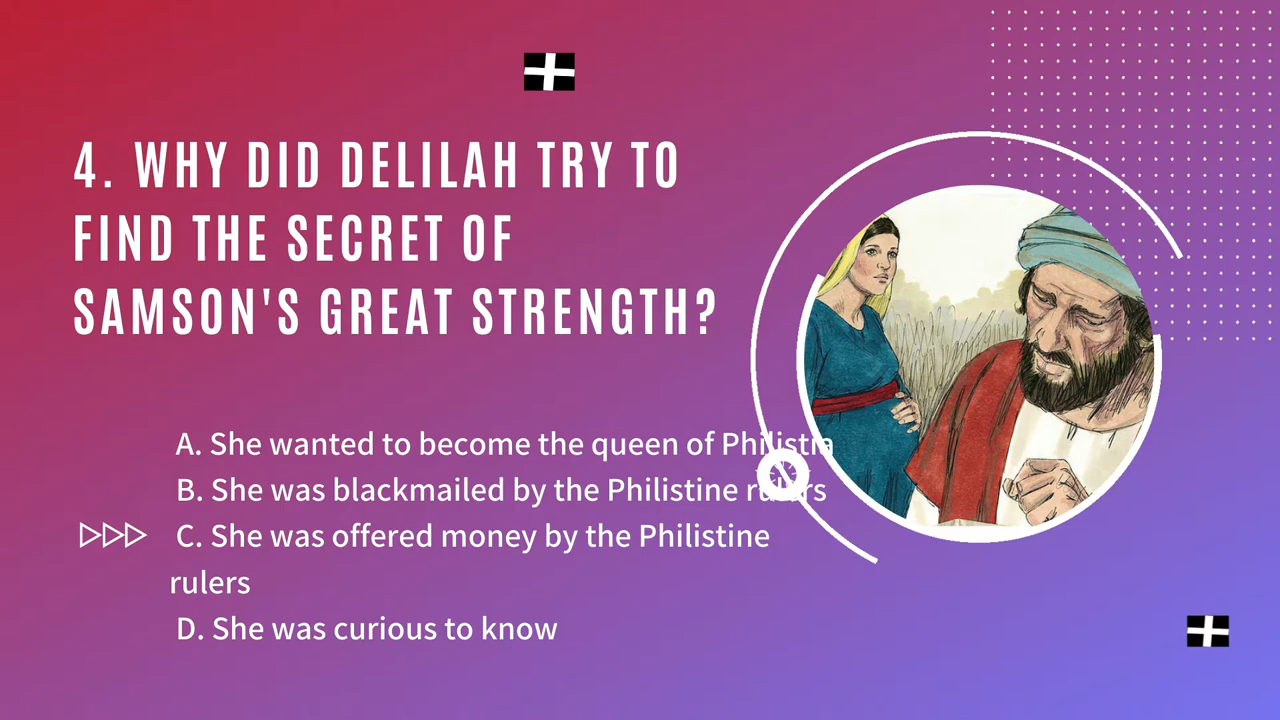 4. WHY DID DELILAH TRY TO
FIND THE SECRET OF
SAMSON'S GREAT STRENGTH?
A. She wanted to become the queen of Philistia
B. She was blackmailed by the Philistine rulers
C. She was offered money by the Philistine
rulers
D. She was curious to know